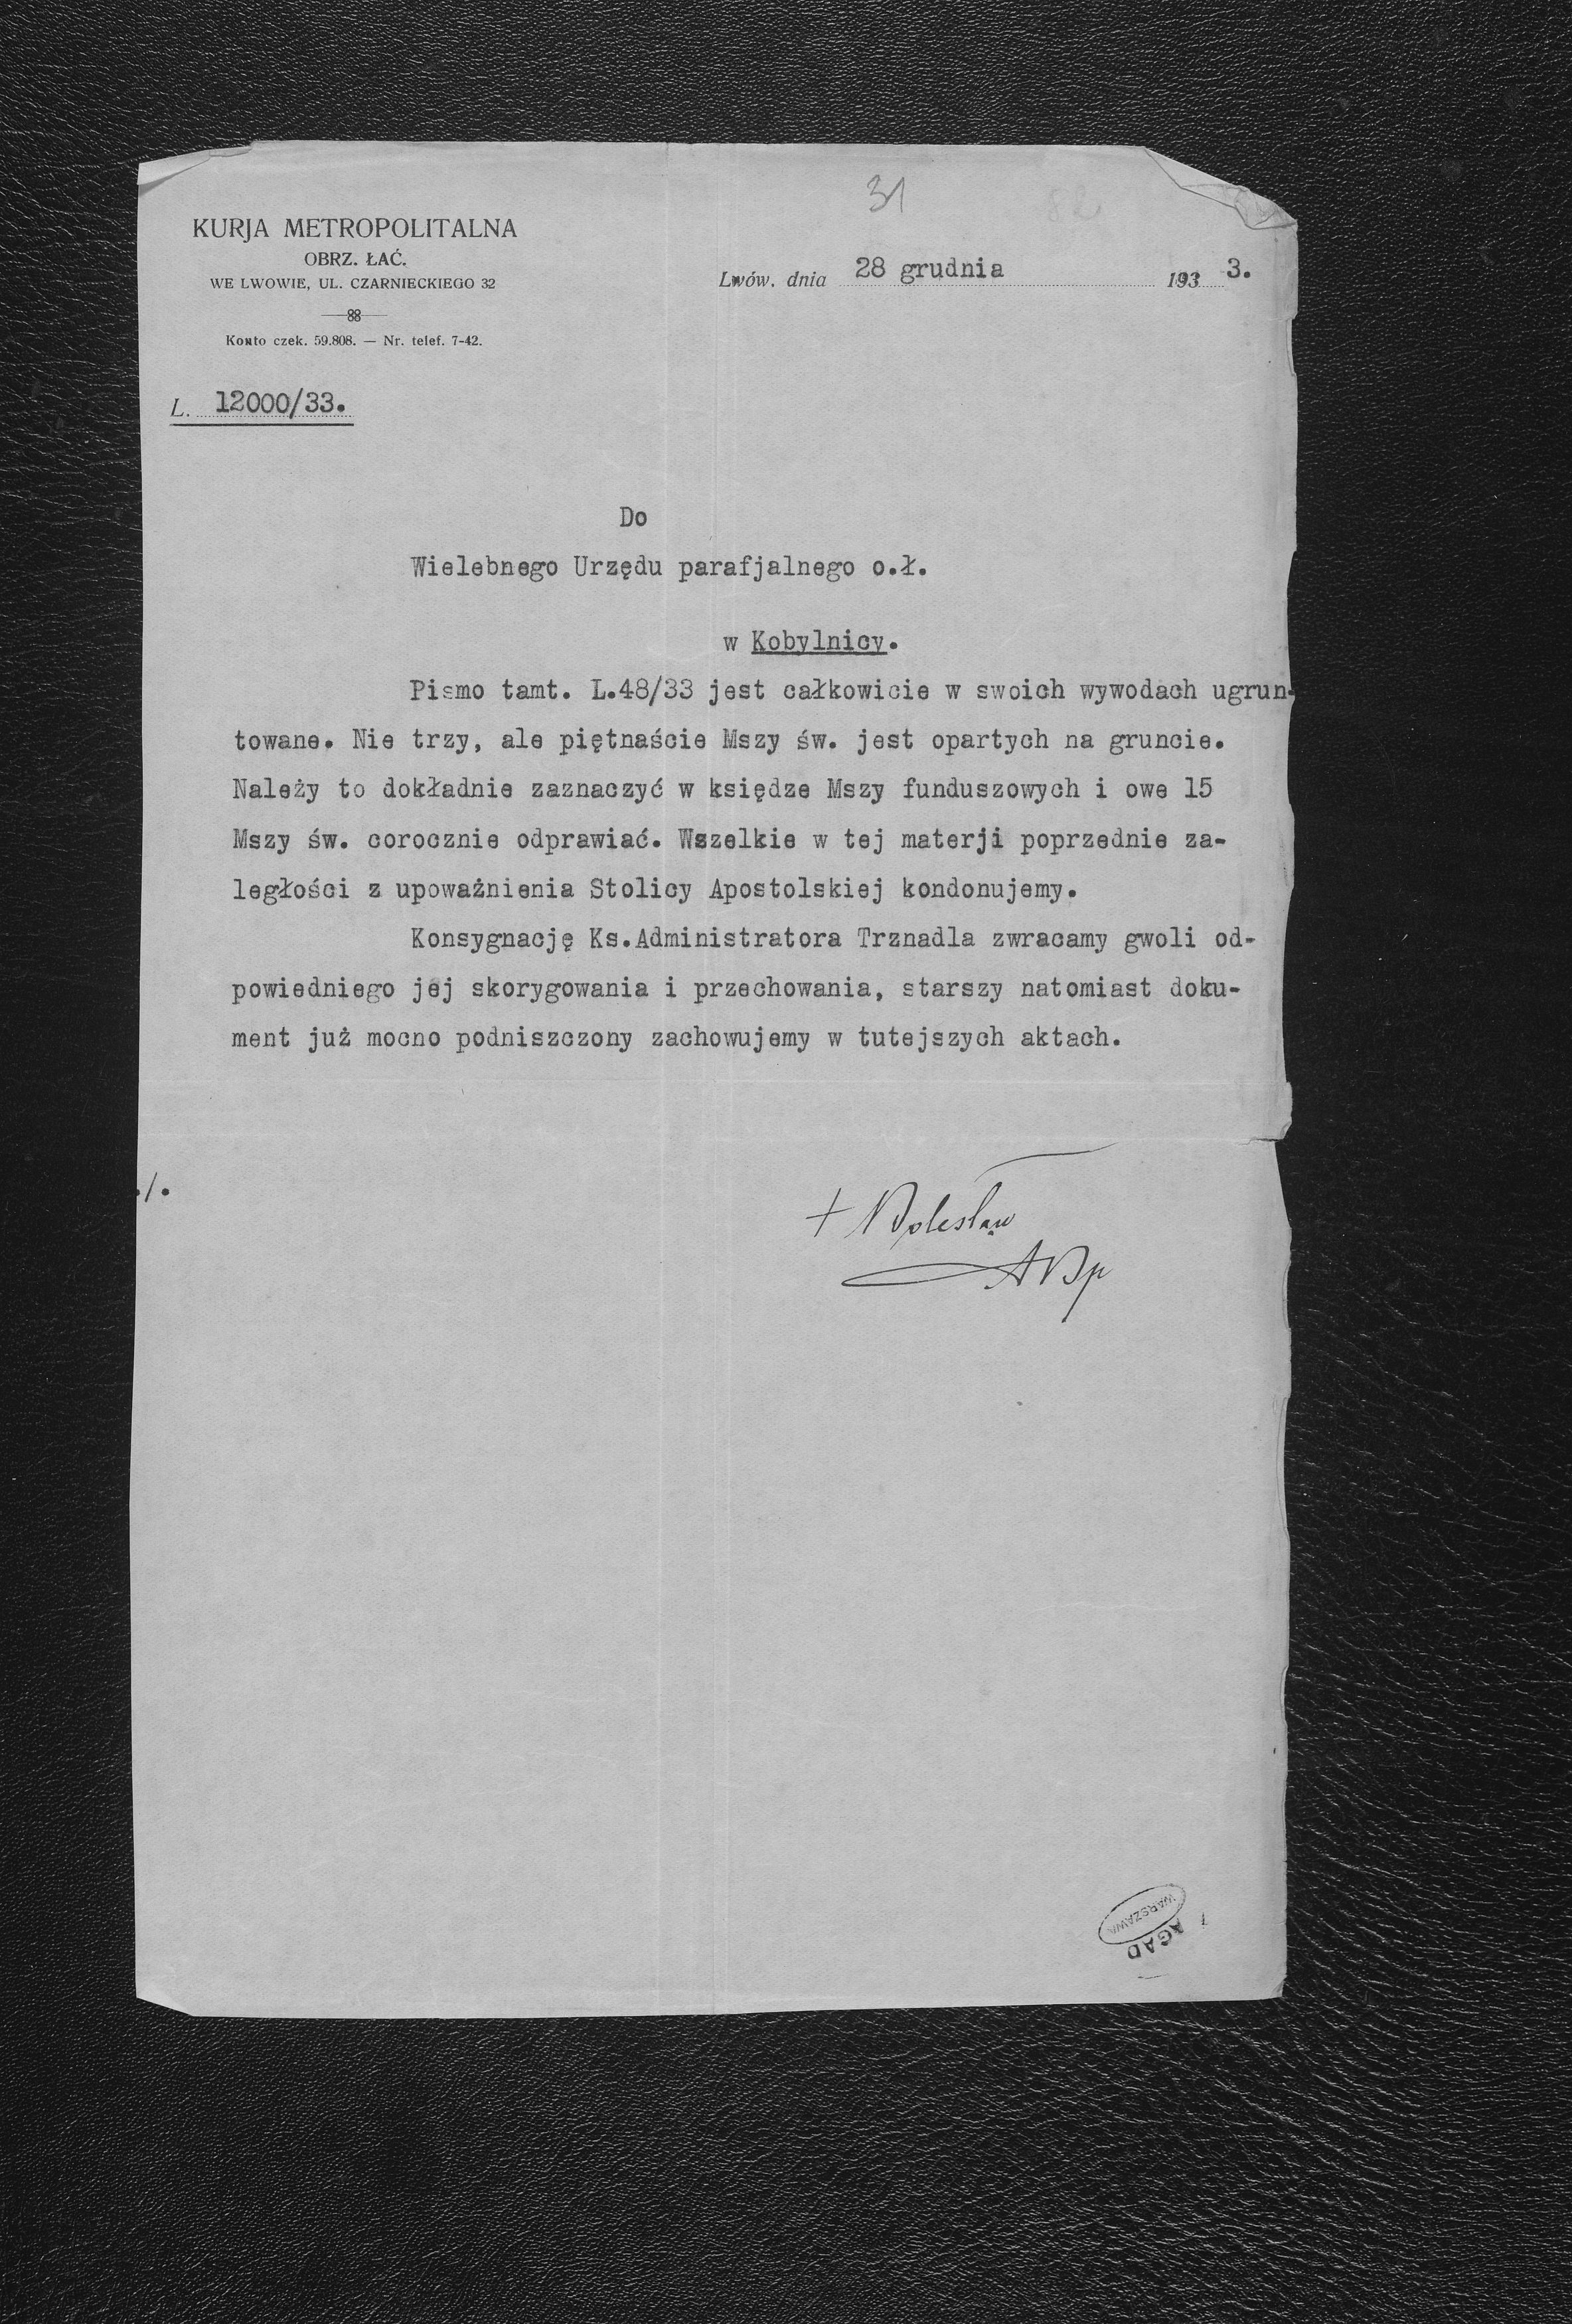 31
82
KURJA METROPOLITALNA
OBRZ. ŁAĆ.
WE LWOWIE, UL. CZARNIECKIEGO 32
Konto czek. 59.808. — Nr. telef. 7-42.
Lwów, dnia 28 grudnia 193 3.
L. 12000/33.
Do
Wielebnego Urzędu parafjalnego o.ł.
w Kobylnicy.
Pismo tamt. L.48/33 jest całkowicie w swoich wywodach ugrun-
towane. Nie trzy, ale piętnaście Mszy św. jest opartych na gruncie.
Należy to dokładnie zaznaczyć w księdze Mszy funduszowych i owe 15
Mszy św. corocznie odprawiać. Wszelkie w tej materji poprzednie za-
ległości z upoważnienia Stolicy Apostolskiej kondonujemy.
Konsygnację Ks.Administratora Trznadla zwracamy gwoli od-
powiedniego jej skorygowania i przechowania, starszy natomiast doku-
ment już mocno podniszczony zachowujemy w tutejszych aktach.
./.
+ Bolesław
ABp
WARSZAWA
AGAD